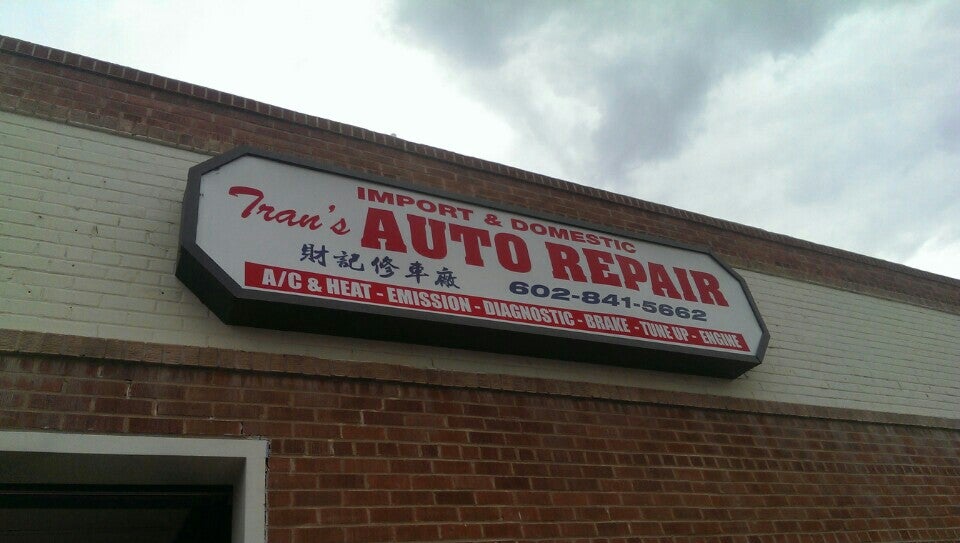 IMPORT & DOMESTIC
Tran's AUTO REPAIR
財記修車廠 602-841-5662
A/C & HEAT - EMISSION - DIAGNOSTIC - BRAKE - TUNE UP - ENGINE